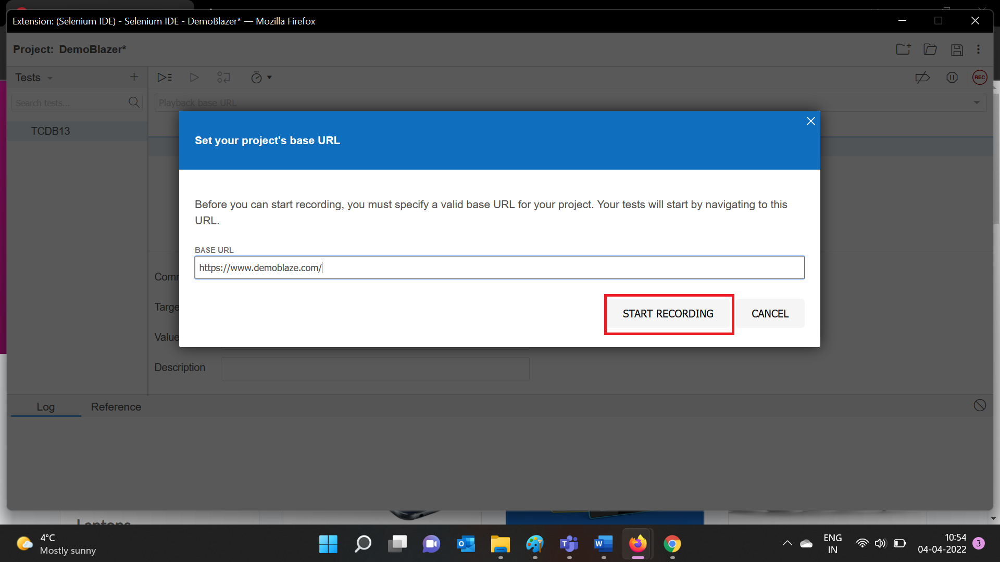 Extension: (Selenium IDE) - Selenium IDE - DemoBlazer* — Mozilla Firefox
Project: DemoBlazer*
Tests
REC
Search tests...
Playback base URL
TCDB13
Set your project's base URL
Before you can start recording, you must specify a valid base URL for your project. Your tests will start by navigating to this
URL.
BASE URL
https://www.demoblaze.com/
START RECORDING
CANCEL
Comm
Targe
Value
Description
Log
Reference
Laptops
4°C
Mostly sunny
ENG
IN
10:54
04-04-2022
3